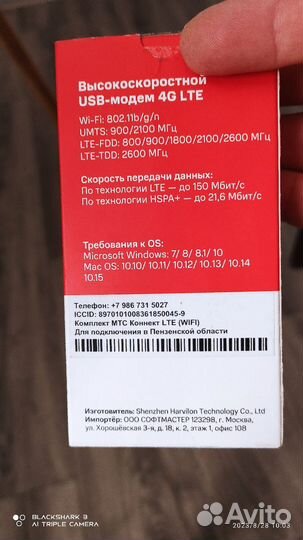 Высокоскоростной
USB-модем 4G LTE
Wi-Fi: 802.11b/g/n
UMTS: 900/2100 МГц
LTE-FDD: 800/900/1800/2100/2600 МГц
LTE-TDD: 2600 МГц
Скорость передачи данных:
По технологии LTE — до 150 Мбит/с
По технологии HSPA+ — до 21,6 Мбит/с
Требования к OS:
Microsoft Windows: 7/ 8/ 8.1/ 10
Mac OS: 10.10/ 10.11/ 10.12/ 10.13/ 10.14
10.15
Телефон: +7 986 731 5027
ICCID: 8970101008361850045-9
Комплект МТС Коннект LTE (WIFI)
Для подключения в Пензенской области
Изготовитель: Shenzhen Harvilon Technology Co., Ltd
Импортёр: ООО СОФТМАСТЕР 123308, г. Москва,
ул. Хорошёвская 3-я, д.18, к. 2, этаж 1, офис 108
BLACKSHARK 3
AI TRIPLE CAMERA
Avito
2023/8/28 10:03